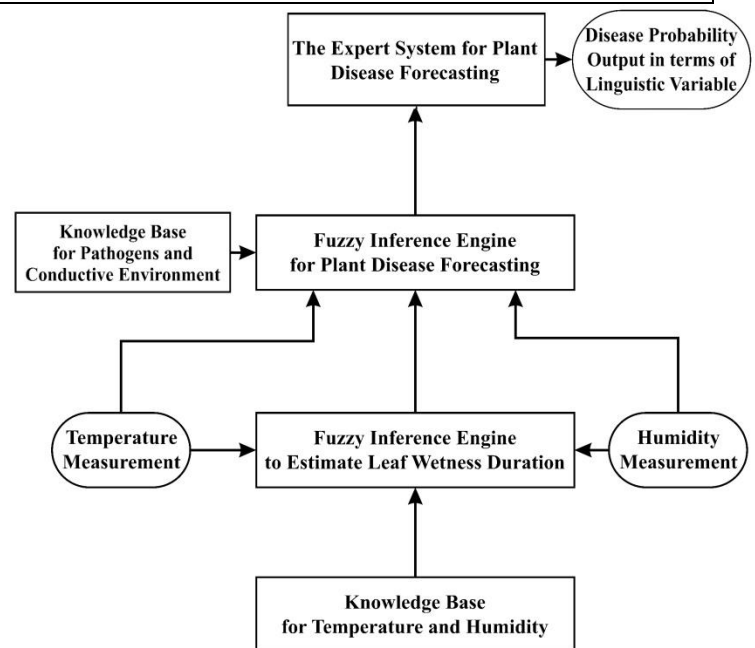 The Expert System for Plant
Disease Forecasting
Disease Probability
Output in terms of
Linguistic Variable
Knowledge Base
for Pathogens and
Conductive Environment
Fuzzy Inference Engine
for Plant Disease Forecasting
Temperature
Measurement
Fuzzy Inference Engine
to Estimate Leaf Wetness Duration
Humidity
Measurement
Knowledge Base
for Temperature and Humidity